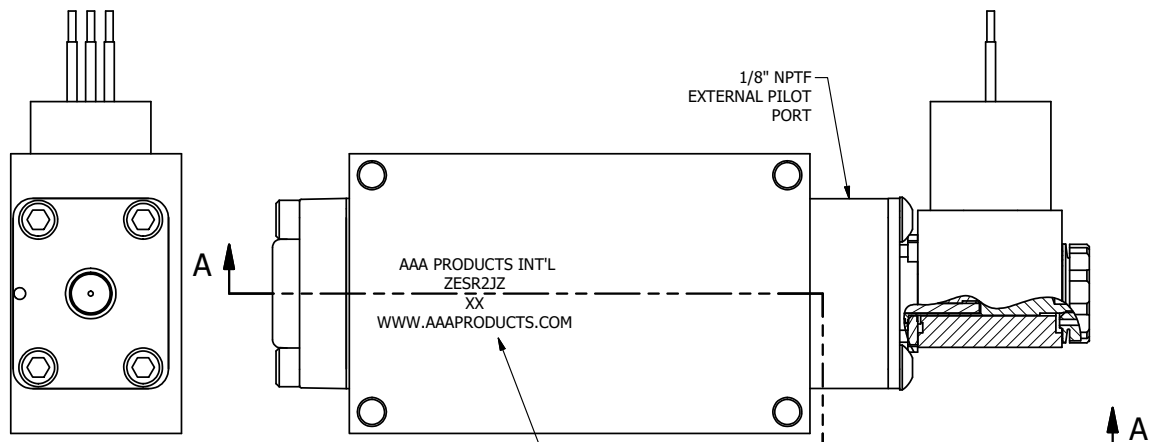 1/8" NPTF
EXTERNAL PILOT
PORT
A
AAA PRODUCTS INT'L
ZESR2JZ
XX
WWW.AAAPRODUCTS.COM
A